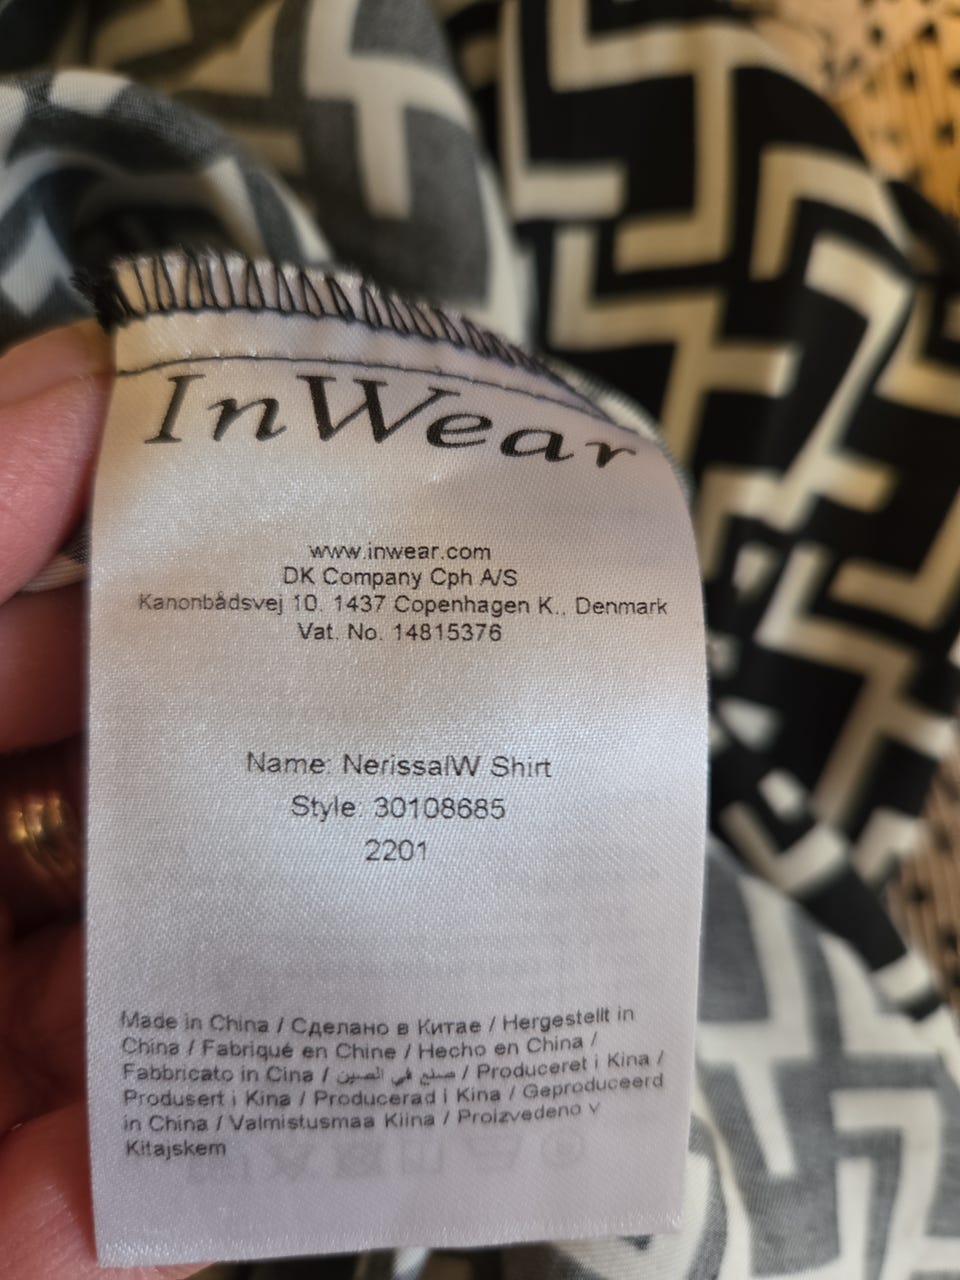 InWear
www.inwear.com
DK Company Cph A/S
Kanonbådsvej 10, 1437 Copenhagen K., Denmark
Vat. No. 14815376
Name: NerissaIW Shirt
Style: 30108685
2201
Made in China / Сделано в Китае / Hergestellt in
China / Fabriqué en Chine / Hecho en China /
Fabbricato in Cina / صنع في الصين / Produceret i Kina /
Produsert i Kina / Producerad i Kina / Geproduceerd
in China / Valmistusmaa Kiina / Proizvedeno v
Kitajskem